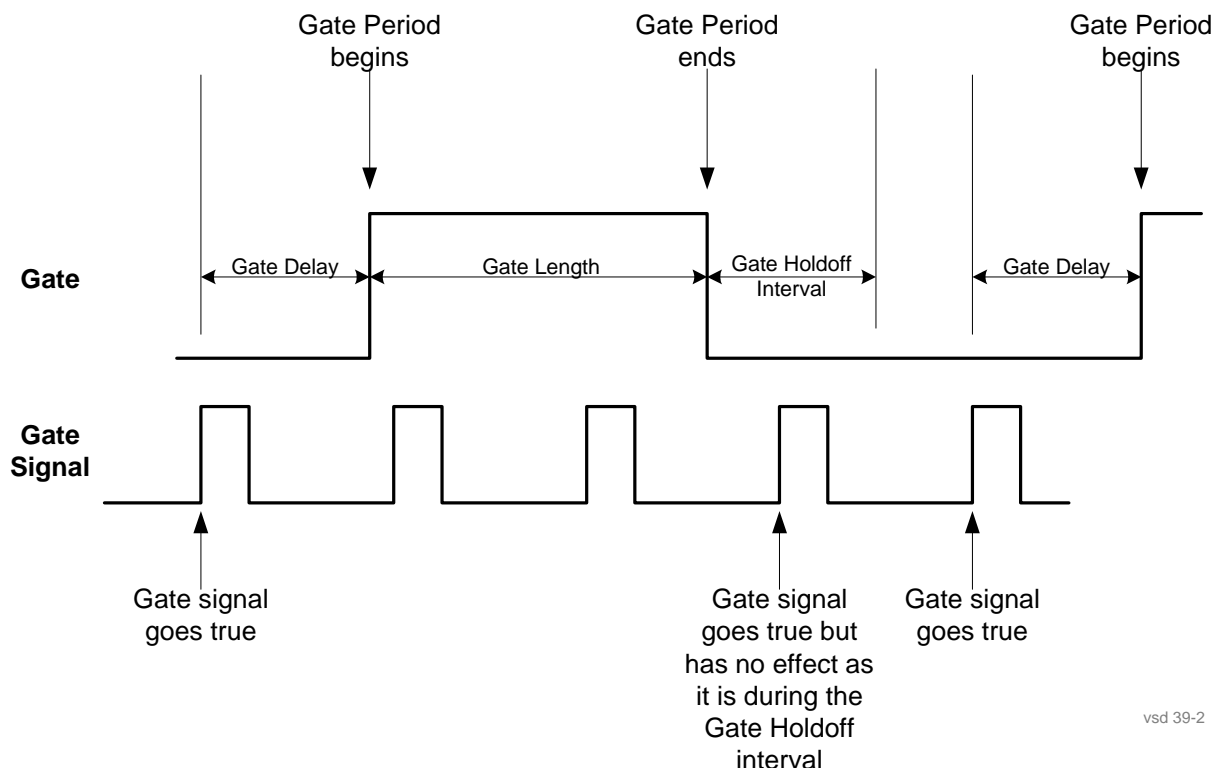 Gate Period
begins
Gate Period
ends
Gate Period
begins
Gate
Gate Delay
Gate Length
Gate Holdoff
Interval
Gate Delay
Gate
Signal
Gate signal
goes true
Gate signal
goes true but
has no effect as
it is during the
Gate Holdoff
interval
Gate signal
goes true
vsd 39-2